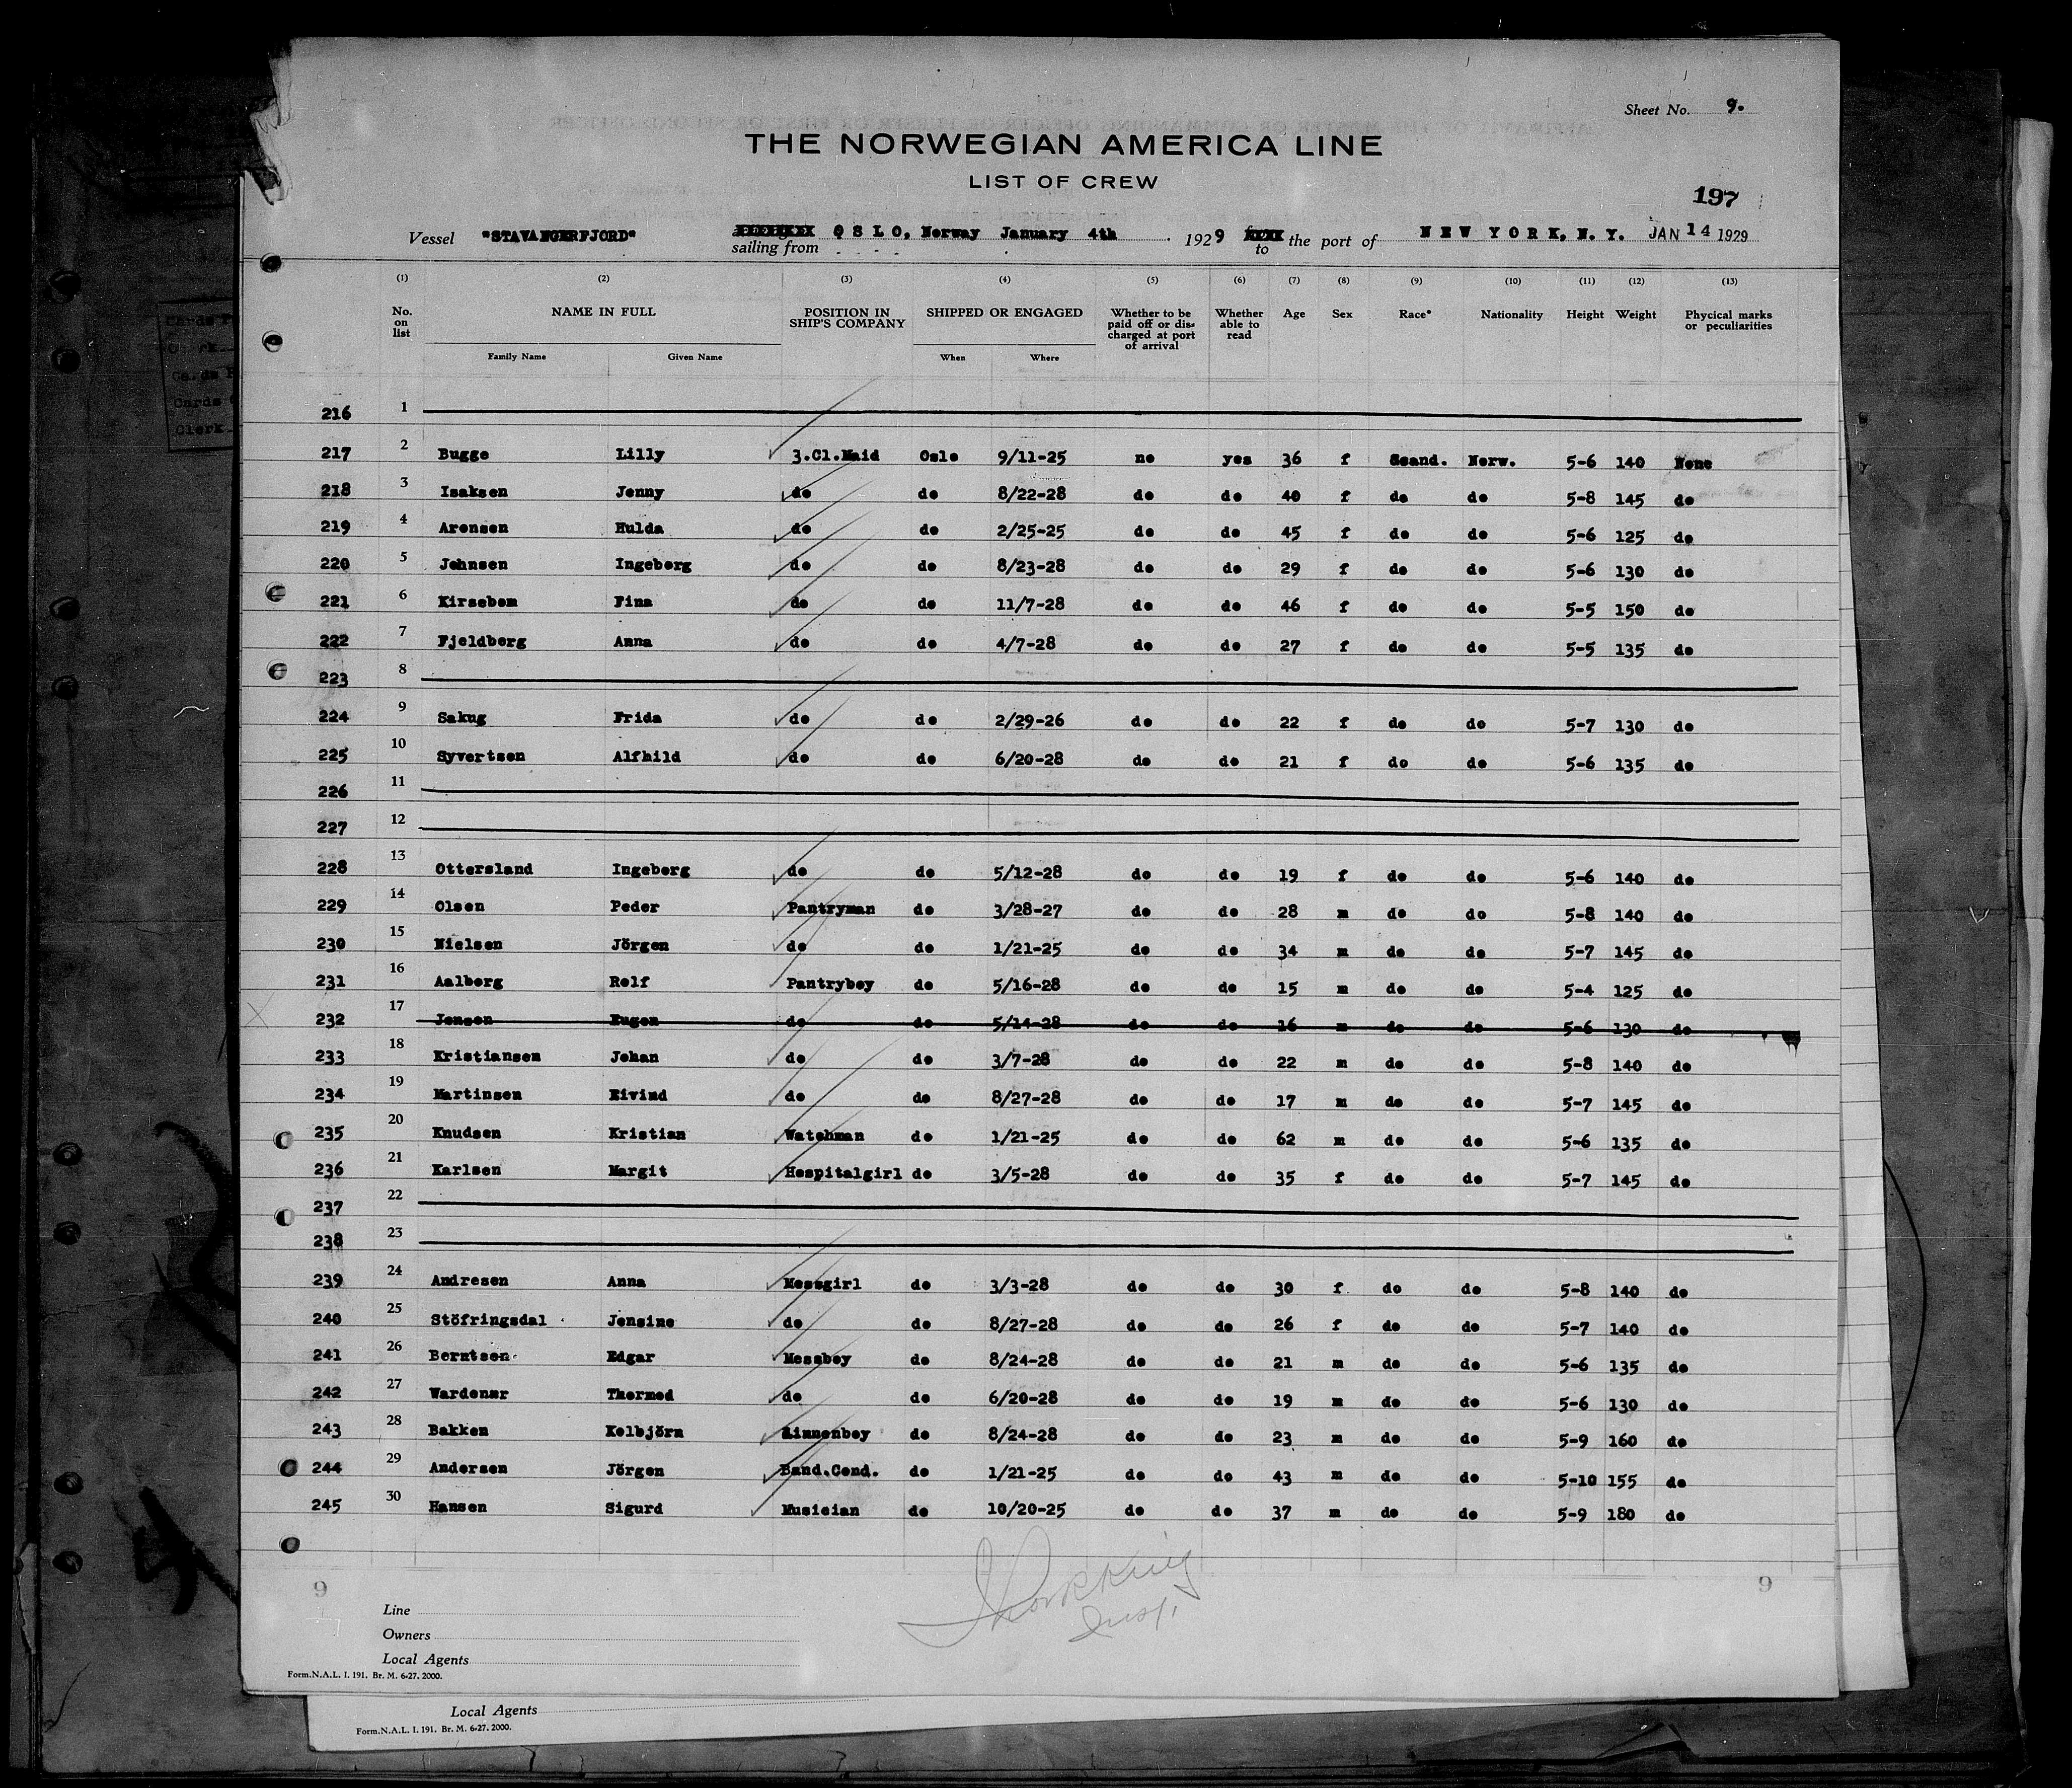 Sheet No. 9.
THE NORWEGIAN AMERICA LINE
LIST OF CREW
197
Vessel "STAVANGERFJORD" sailing from OSLO, Norway January 4th 1929 to the port of NEW YORK, N.Y. JAN 14 1929
(1) (2) (3) (4) (5) (6) (7) (8) (9) (10) (11) (12) (13)
No. on list NAME IN FULL POSITION IN SHIP'S COMPANY SHIPPED OR ENGAGED Whether to be paid off or dis-charged at port of arrival Whether able to read Age Sex Race* Nationality Height Weight Phycical marks or peculiarities
Family Name Given Name When Where
216 1
217 2 Bugge Lilly 3.Cl.Maid Oslo 9/11-25 no yes 36 f Scand. Norw. 5-6 140 None
218 3 Isaksen Jenny do do 8/22-28 do do 40 f do do 5-8 145 do
219 4 Aronsen Hulda do do 2/25-25 do do 45 f do do 5-6 125 do
220 5 Johnsen Ingeborg do do 8/23-28 do do 29 f do do 5-6 130 do
221 6 Kirsebom Fina do do 11/7-28 do do 46 f do do 5-5 150 do
222 7 Fjeldberg Anna do do 4/7-28 do do 27 f do do 5-5 135 do
223 8
224 9 Sakug Frida do do 2/29-26 do do 22 f do do 5-7 130 do
225 10 Syvertsen Alfhild do do 6/20-28 do do 21 f do do 5-6 135 do
226 11
227 12
228 13 Ottersland Ingeborg do do 5/12-28 do do 19 f do do 5-6 140 do
229 14 Olsen Peder Pantryman do 3/28-27 do do 28 m do do 5-8 140 do
230 15 Nielsen Jörgen do do 1/21-25 do do 34 m do do 5-7 145 do
231 16 Aalberg Rolf Pantryboy do 5/16-28 do do 15 m do do 5-4 125 do
232 17 Jensen Eugen do do 5/14-28 do do 16 m do do 5-6 130 do
233 18 Kristiansen Johan do do 3/7-28 do do 22 m do do 5-8 140 do
234 19 Martinsen Eivind do do 8/27-28 do do 17 m do do 5-7 145 do
235 20 Knudsen Kristian Watchman do 1/21-25 do do 62 m do do 5-6 135 do
236 21 Karlsen Margit Hospitalgirl do 3/5-28 do do 35 f do do 5-7 145 do
237 22
238 23
239 24 Andresen Anna Messgirl do 3/3-28 do do 30 f do do 5-8 140 do
240 25 Stöfringsdal Jensine do do 8/27-28 do do 26 f do do 5-7 140 do
241 26 Berntsen Edgar Messboy do 8/24-28 do do 21 m do do 5-6 135 do
242 27 Wardenær Thormod do do 6/20-28 do do 19 m do do 5-6 130 do
243 28 Bakken Kolbjörn Linnenboy do 8/24-28 do do 23 m do do 5-9 160 do
244 29 Andersen Jörgen Band.Cond. do 1/21-25 do do 43 m do do 5-10 155 do
245 30 Hansen Sigurd Musician do 10/20-25 do do 37 m do do 5-9 180 do
9 9
Insp.
Line
Owners
Local Agents
Form.N.A.L. I. 191. Br. M. 6-27. 2000.
Local Agents
Form.N.A.L. I. 191. Br. M. 6-27. 2000.